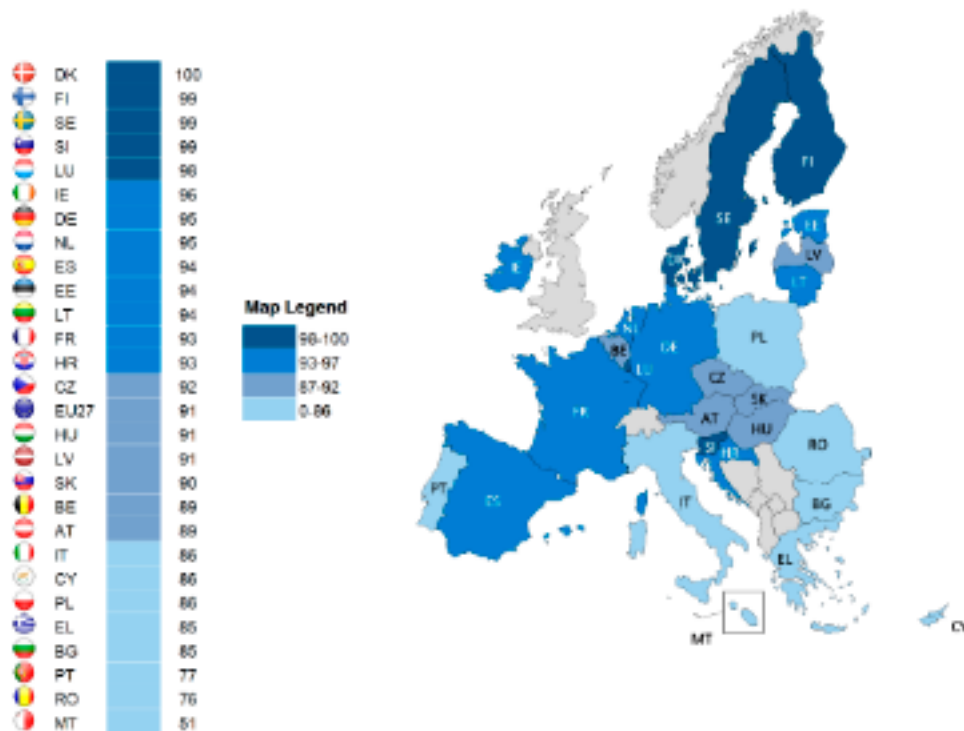 DK 100
FI 99
SE 99
SI 99
LU 98
IE 96
DE 95
NL 95
ES 94
EE 94
LT 94
FR 93
HR 93
CZ 92
EU27 91
HU 91
LV 91
SK 90
BE 89
AT 89
IT 86
CY 86
PL 86
EL 85
BG 85
PT 77
RO 76
MT 51
Map Legend
98-100
93-97
87-92
0-86
FI
SE
EE
LV
DK
LT
IE
NL
PL
BE
DE
LU
CZ
SK
FR
AT
HU
SI
HR
RO
PT
ES
IT
BG
EL
MT
CY